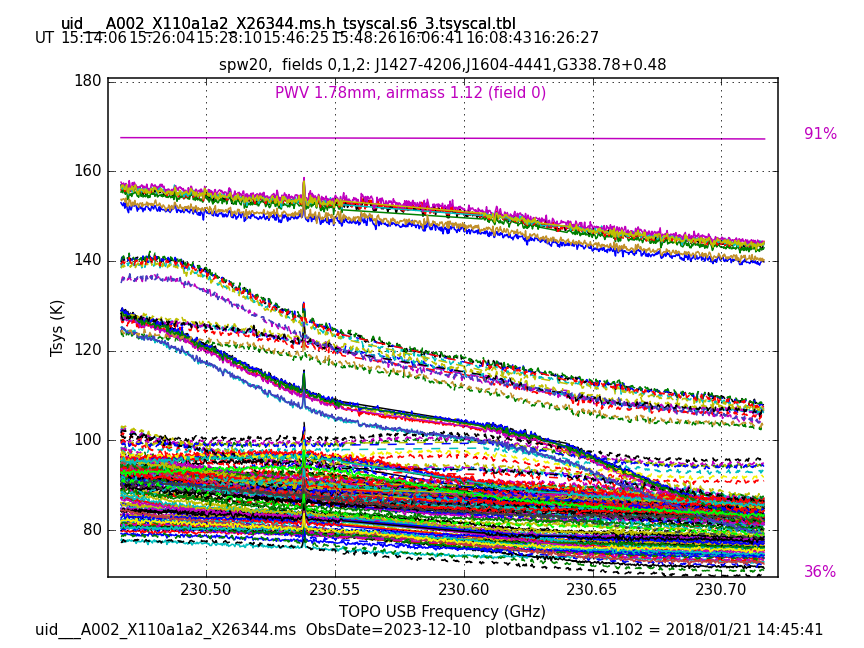 uid___A002_X110a1a2_X26344.ms.h_tsyscal.s6_3.tsyscal.tbl
UT 15:14:06 15:26:04 15:28:10 15:46:25 15:48:26 16:06:41 16:08:43 16:26:27
spw20,  fields 0,1,2: J1427-4206,J1604-4441,G338.78+0.48
PWV 1.78mm, airmass 1.12 (field 0)
91%
36%
180
160
140
120
100
80
Tsys (K)
230.50 230.55 230.60 230.65 230.70
TOPO USB Frequency (GHz)
uid___A002_X110a1a2_X26344.ms  ObsDate=2023-12-10   plotbandpass v1.102 = 2018/01/21 14:45:41